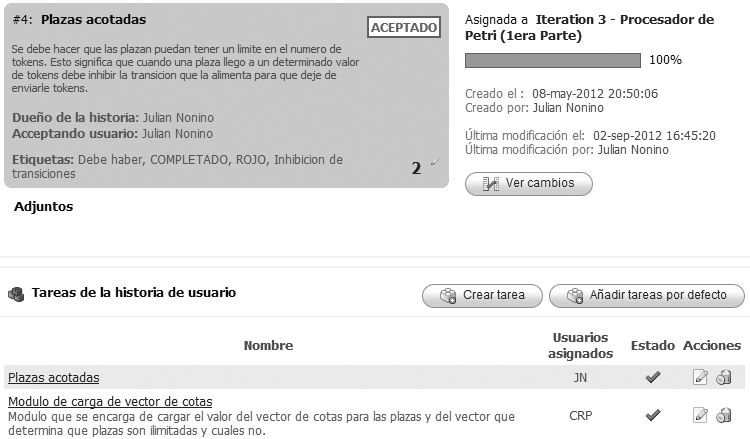 #4: Plazas acotadas
ACEPTADO
Se debe hacer que las plazan puedan tener un limite en el numero de
tokens. Esto significa que cuando una plaza llego a un determinado valor
de tokens debe inhibir la transicion que la alimenta para que deje de
enviarle tokens.
Dueño de la historia: Julian Nonino
Aceptando usuario: Julian Nonino
Etiquetas: Debe haber, COMPLETADO, ROJO, Inhibicion de
transiciones
2
Asignada a Iteration 3 - Procesador de
Petri (1era Parte)
100%
Creado el : 08-may-2012 20:50:06
Creado por: Julian Nonino
Última modificación el: 02-sep-2012 16:45:20
Última modificación por: Julian Nonino
Ver cambios
Adjuntos
Tareas de la historia de usuario
Crear tarea
Añadir tareas por defecto
Nombre
Usuarios
asignados
Estado
Acciones
Plazas acotadas
JN
Modulo de carga de vector de cotas
Modulo que se encarga de cargar el valor del vector de cotas para las plazas y del vector que
determina que plazas son ilimitadas y cuales no.
CRP